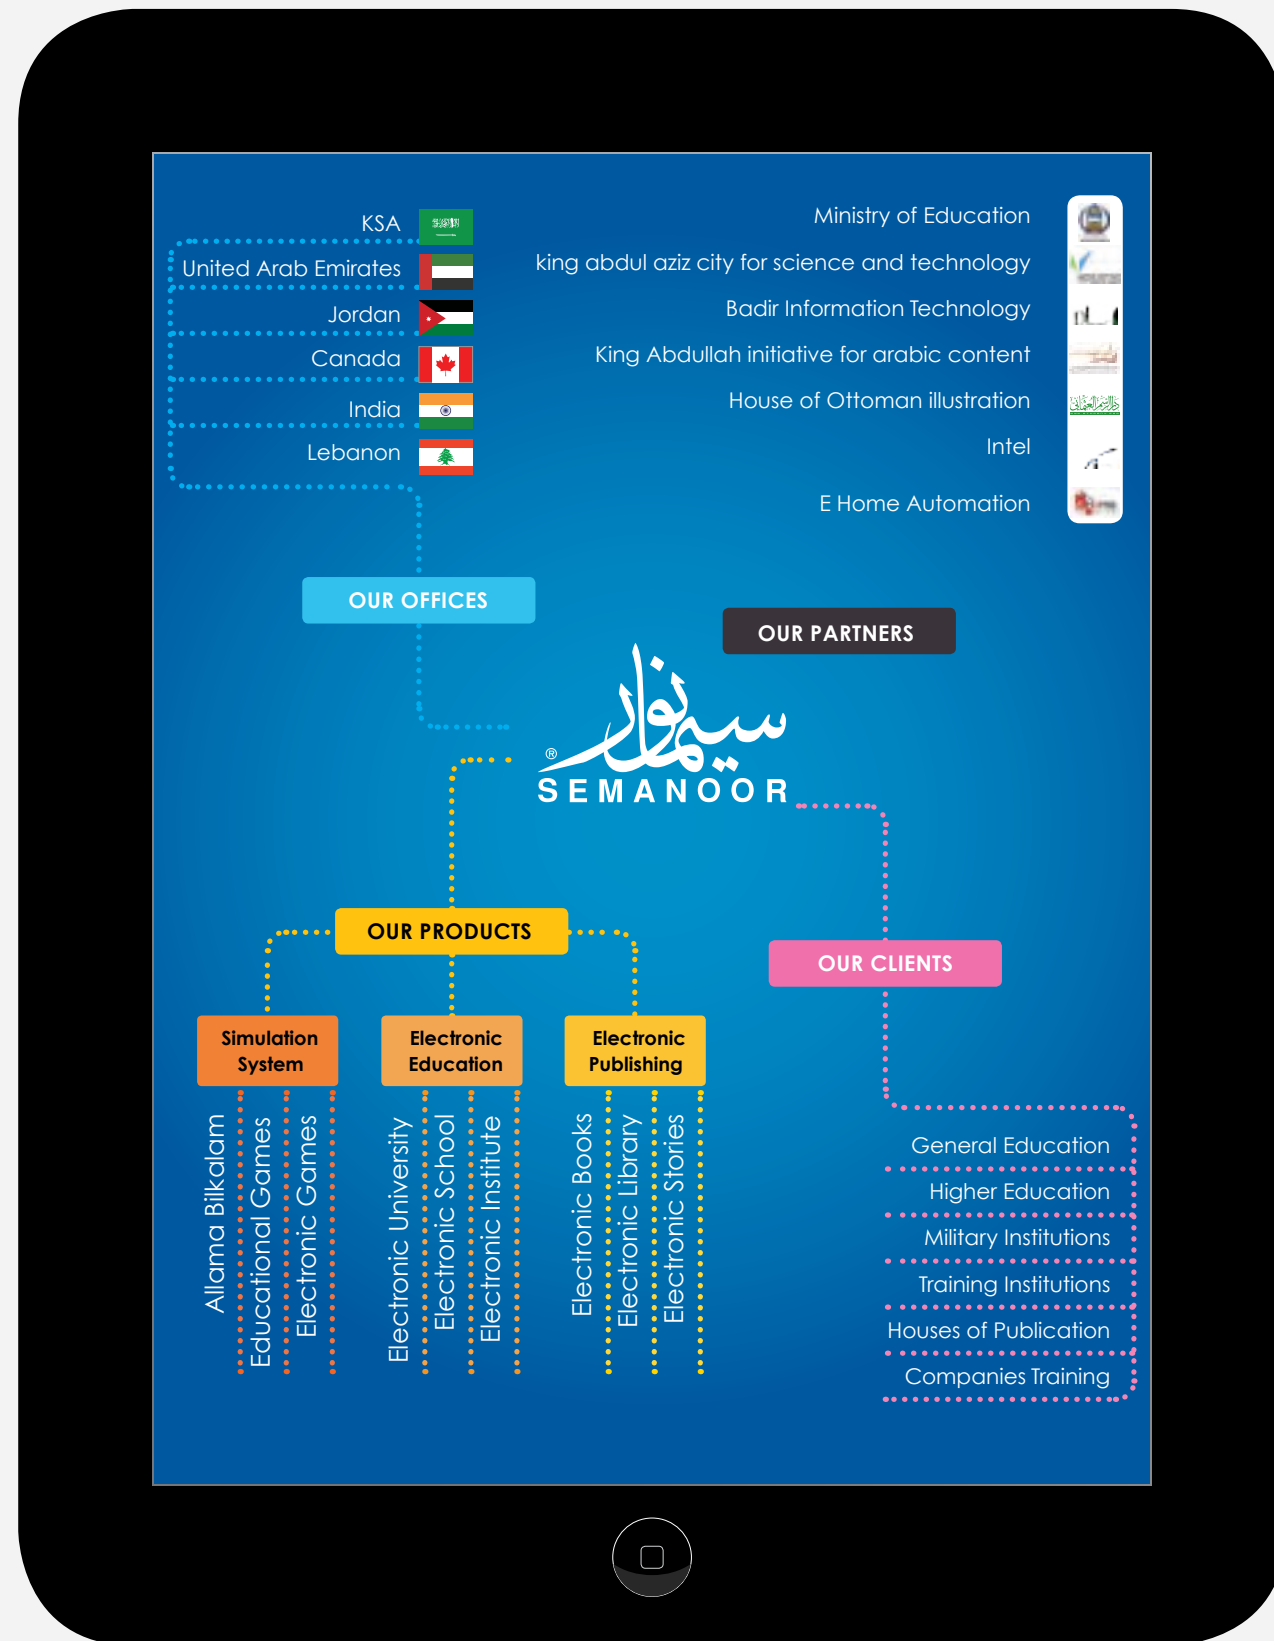 KSA
United Arab Emirates
Jordan
Canada
India
Lebanon
Ministry of Education
king abdul aziz city for science and technology
Badir Information Technology
King Abdullah initiative for arabic content
House of Ottoman illustration
Intel
E Home Automation
OUR OFFICES
OUR PARTNERS
سيمانور
®
SEMANOOR
OUR PRODUCTS
OUR CLIENTS
Simulation
System
Electronic
Education
Electronic
Publishing
Allama Bilkalam
Educational Games
Electronic Games
Electronic University
Electronic School
Electronic Institute
Electronic Books
Electronic Library
Electronic Stories
General Education
Higher Education
Military Institutions
Training Institutions
Houses of Publication
Companies Training